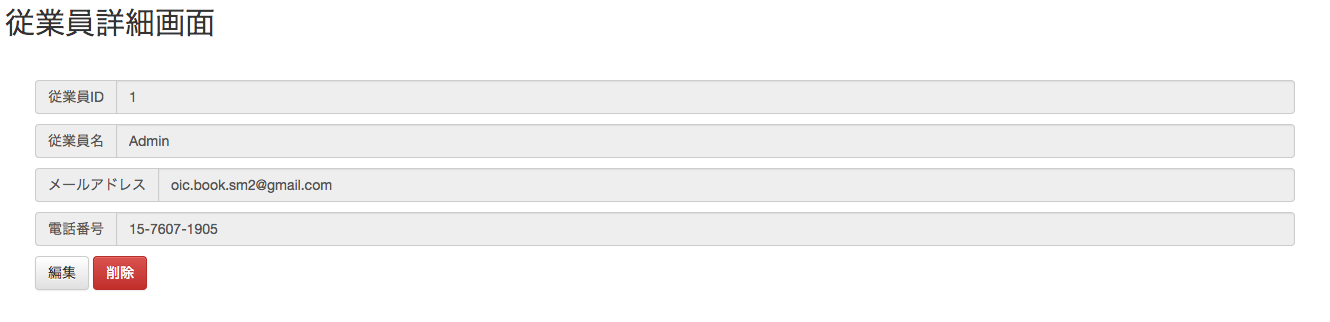 従業員詳細画面
従業員ID 1
従業員名 Admin
メールアドレス oic.book.sm2@gmail.com
電話番号 15-7607-1905
編集 削除